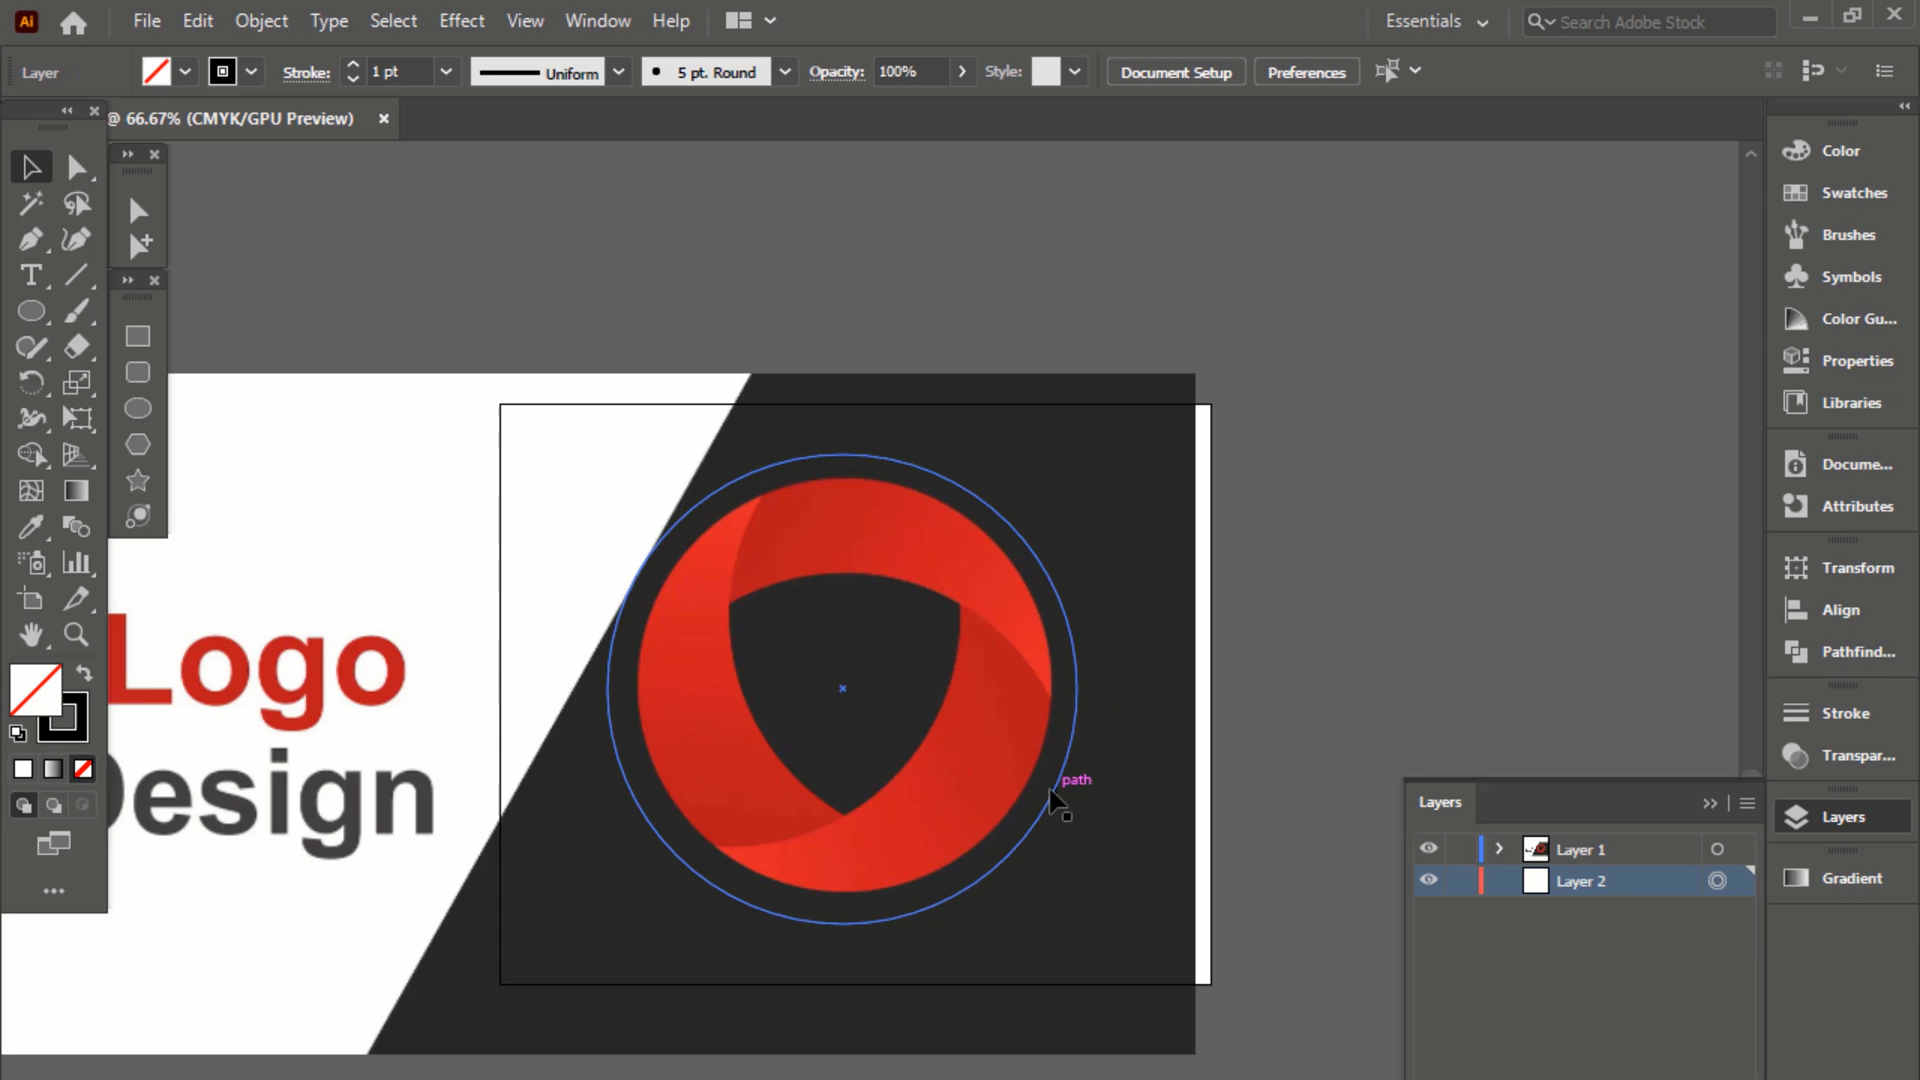 Ai File Edit Object Type Select Effect View Window Help Essentials Search Adobe Stock
Layer Stroke: 1 pt Uniform 5 pt. Round Opacity: 100% Style: Document Setup Preferences
@ 66.67% (CMYK/GPU Preview)
Color
Swatches
Brushes
Symbols
Color Gu...
Properties
Libraries
Docume...
Attributes
Transform
Align
Pathfind...
Stroke
Transpar...
Layers
Gradient
Logo
Design
path
Layers
Layer 1
Layer 2